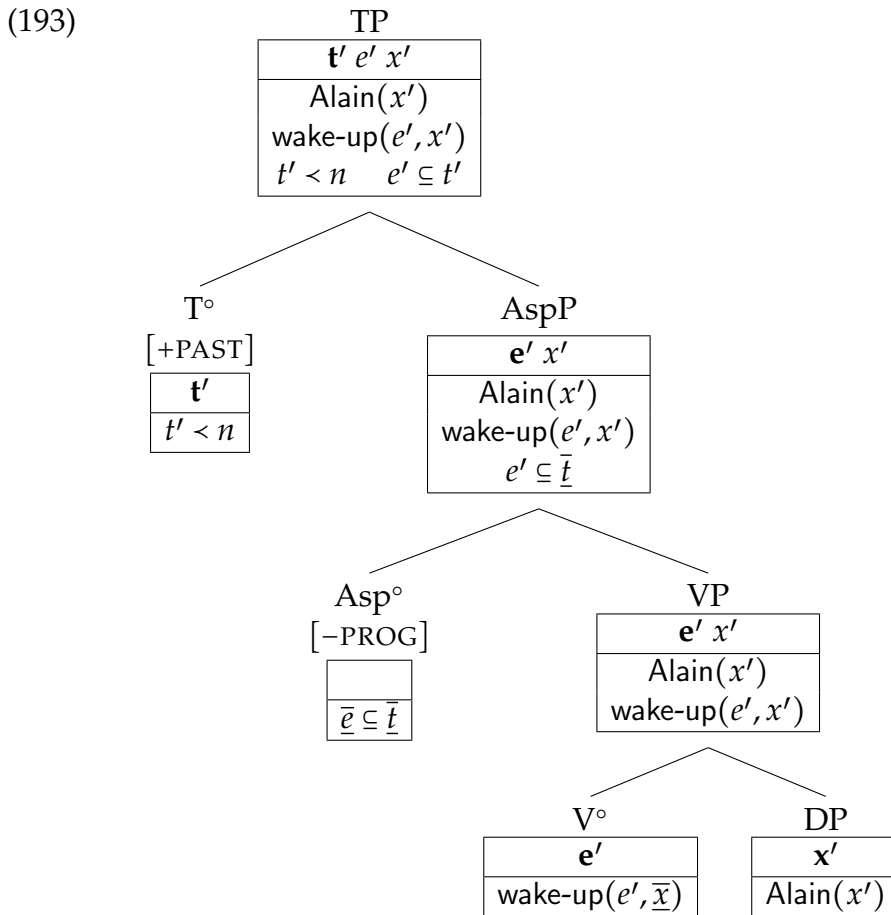 (193)
TP
𝐭′ e′ x′
Alain(x′)
wake-up(e′, x′)
t′ ≺ n  e′ ⊆ t′
T° AspP
[+PAST]
𝐭′
t′ ≺ n
𝐞′ x′
Alain(x′)
wake-up(e′, x′)
e′ ⊆ t̲̅
Asp° VP
[−PROG]
e̲̅ ⊆ t̲̅
𝐞′ x′
Alain(x′)
wake-up(e′, x′)
V° DP
𝐞′ 𝐱′
wake-up(e′, x̲̅) Alain(x′)